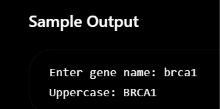 Sample Output
Enter gene name: brca1
Uppercase: BRCA1